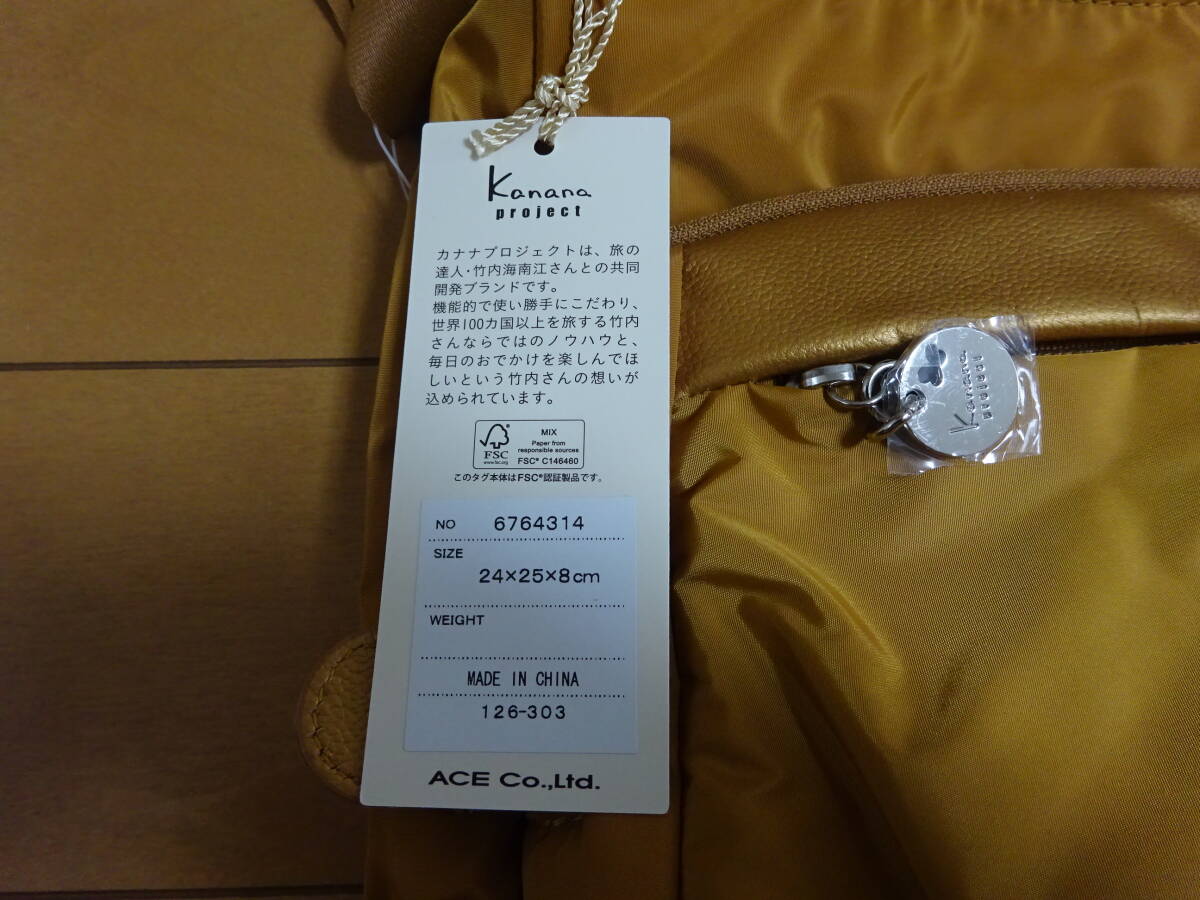 Kanana
project
カナナプロジェクトは、旅の
達人・竹内海南江さんとの共同
開発ブランドです。
機能的で使い勝手にこだわり、
世界100カ国以上を旅する竹内
さんならではのノウハウと、
毎日のおでかけを楽しんでほ
しいという竹内さんの想いが
込められています。
FSC
www.fsc.org
MIX
Paper from
responsible sources
FSC® C146460
このタグ本体はFSC®認証製品です。
NO 6764314
SIZE
24×25×8cm
WEIGHT
MADE IN CHINA
126-303
ACE Co.,Ltd.
Kanana
project